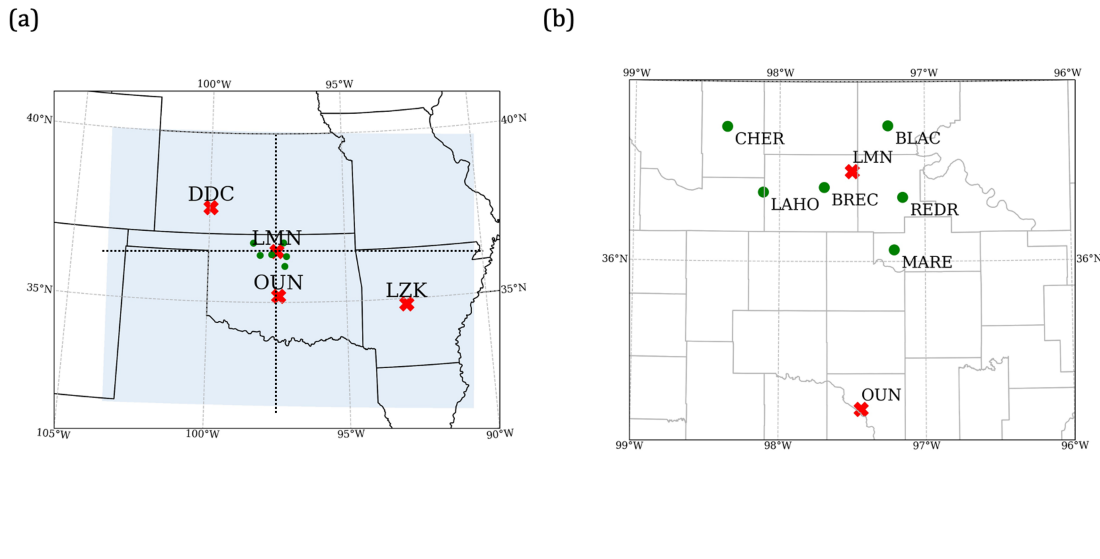 (a)
(b)
100°W 95°W
40°N 40°N
DDC
LMN
OUN
LZK
35°N 35°N
105°W 100°W 95°W 90°W
99°W 98°W 97°W 96°W
CHER
BLAC
LMN
LAHO
BREC
REDR
MARE
36°N 36°N
OUN
99°W 98°W 97°W 96°W